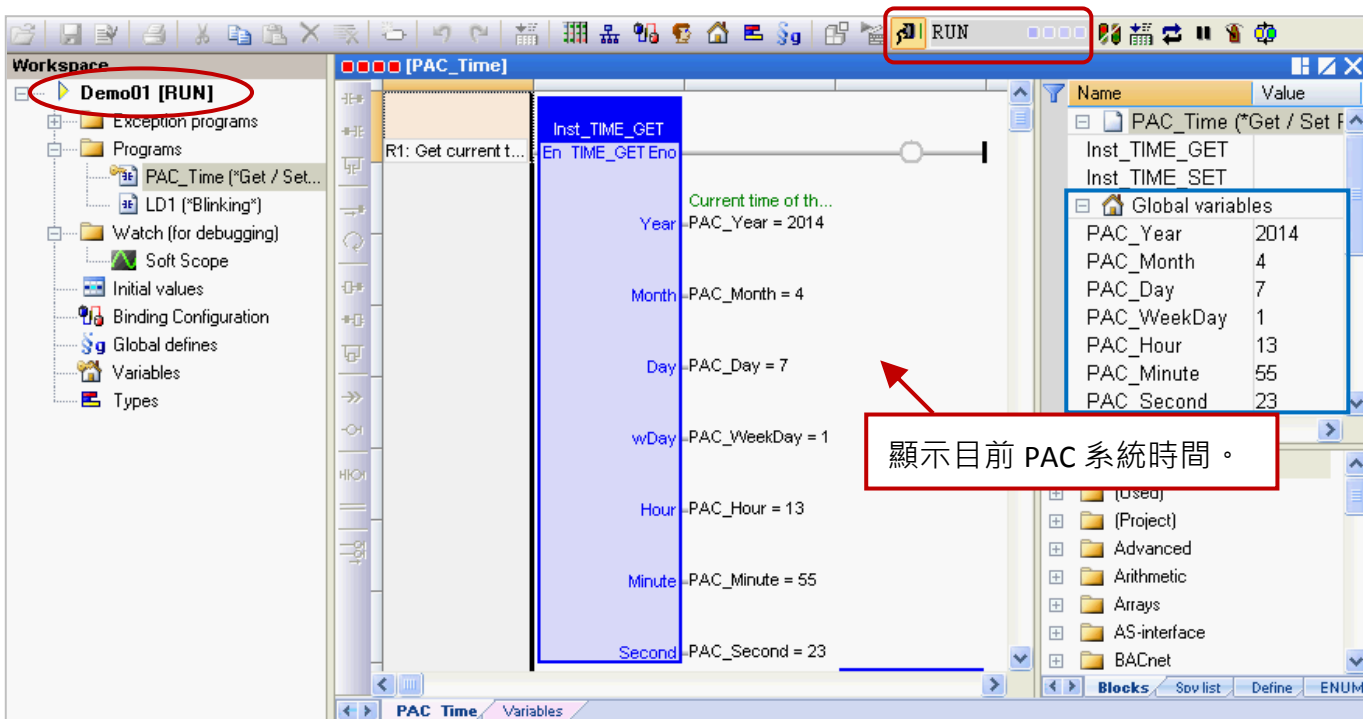 RUN
Workspace
[PAC_Time]
Demo01 [RUN]
Exception programs
Programs
PAC_Time (*Get / Set...
LD1 (*Blinking*)
Watch (for debugging)
Soft Scope
Initial values
Binding Configuration
Global defines
Variables
Types
R1: Get current t...
Inst_TIME_GET
En TIME_GET Eno
Current time of th...
Year PAC_Year = 2014
Month PAC_Month = 4
Day PAC_Day = 7
wDay PAC_WeekDay = 1
Hour PAC_Hour = 13
Minute PAC_Minute = 55
Second PAC_Second = 23
Name Value
PAC_Time (*Get / Set
Inst_TIME_GET
Inst_TIME_SET
Global variables
PAC_Year 2014
PAC_Month 4
PAC_Day 7
PAC_WeekDay 1
PAC_Hour 13
PAC_Minute 55
PAC_Second 23
顯示目前 PAC 系統時間。
(Used)
(Project)
Advanced
Arithmetic
Arrays
AS-interface
BACnet
Blocks Spy list Define ENUM
PAC_Time Variables